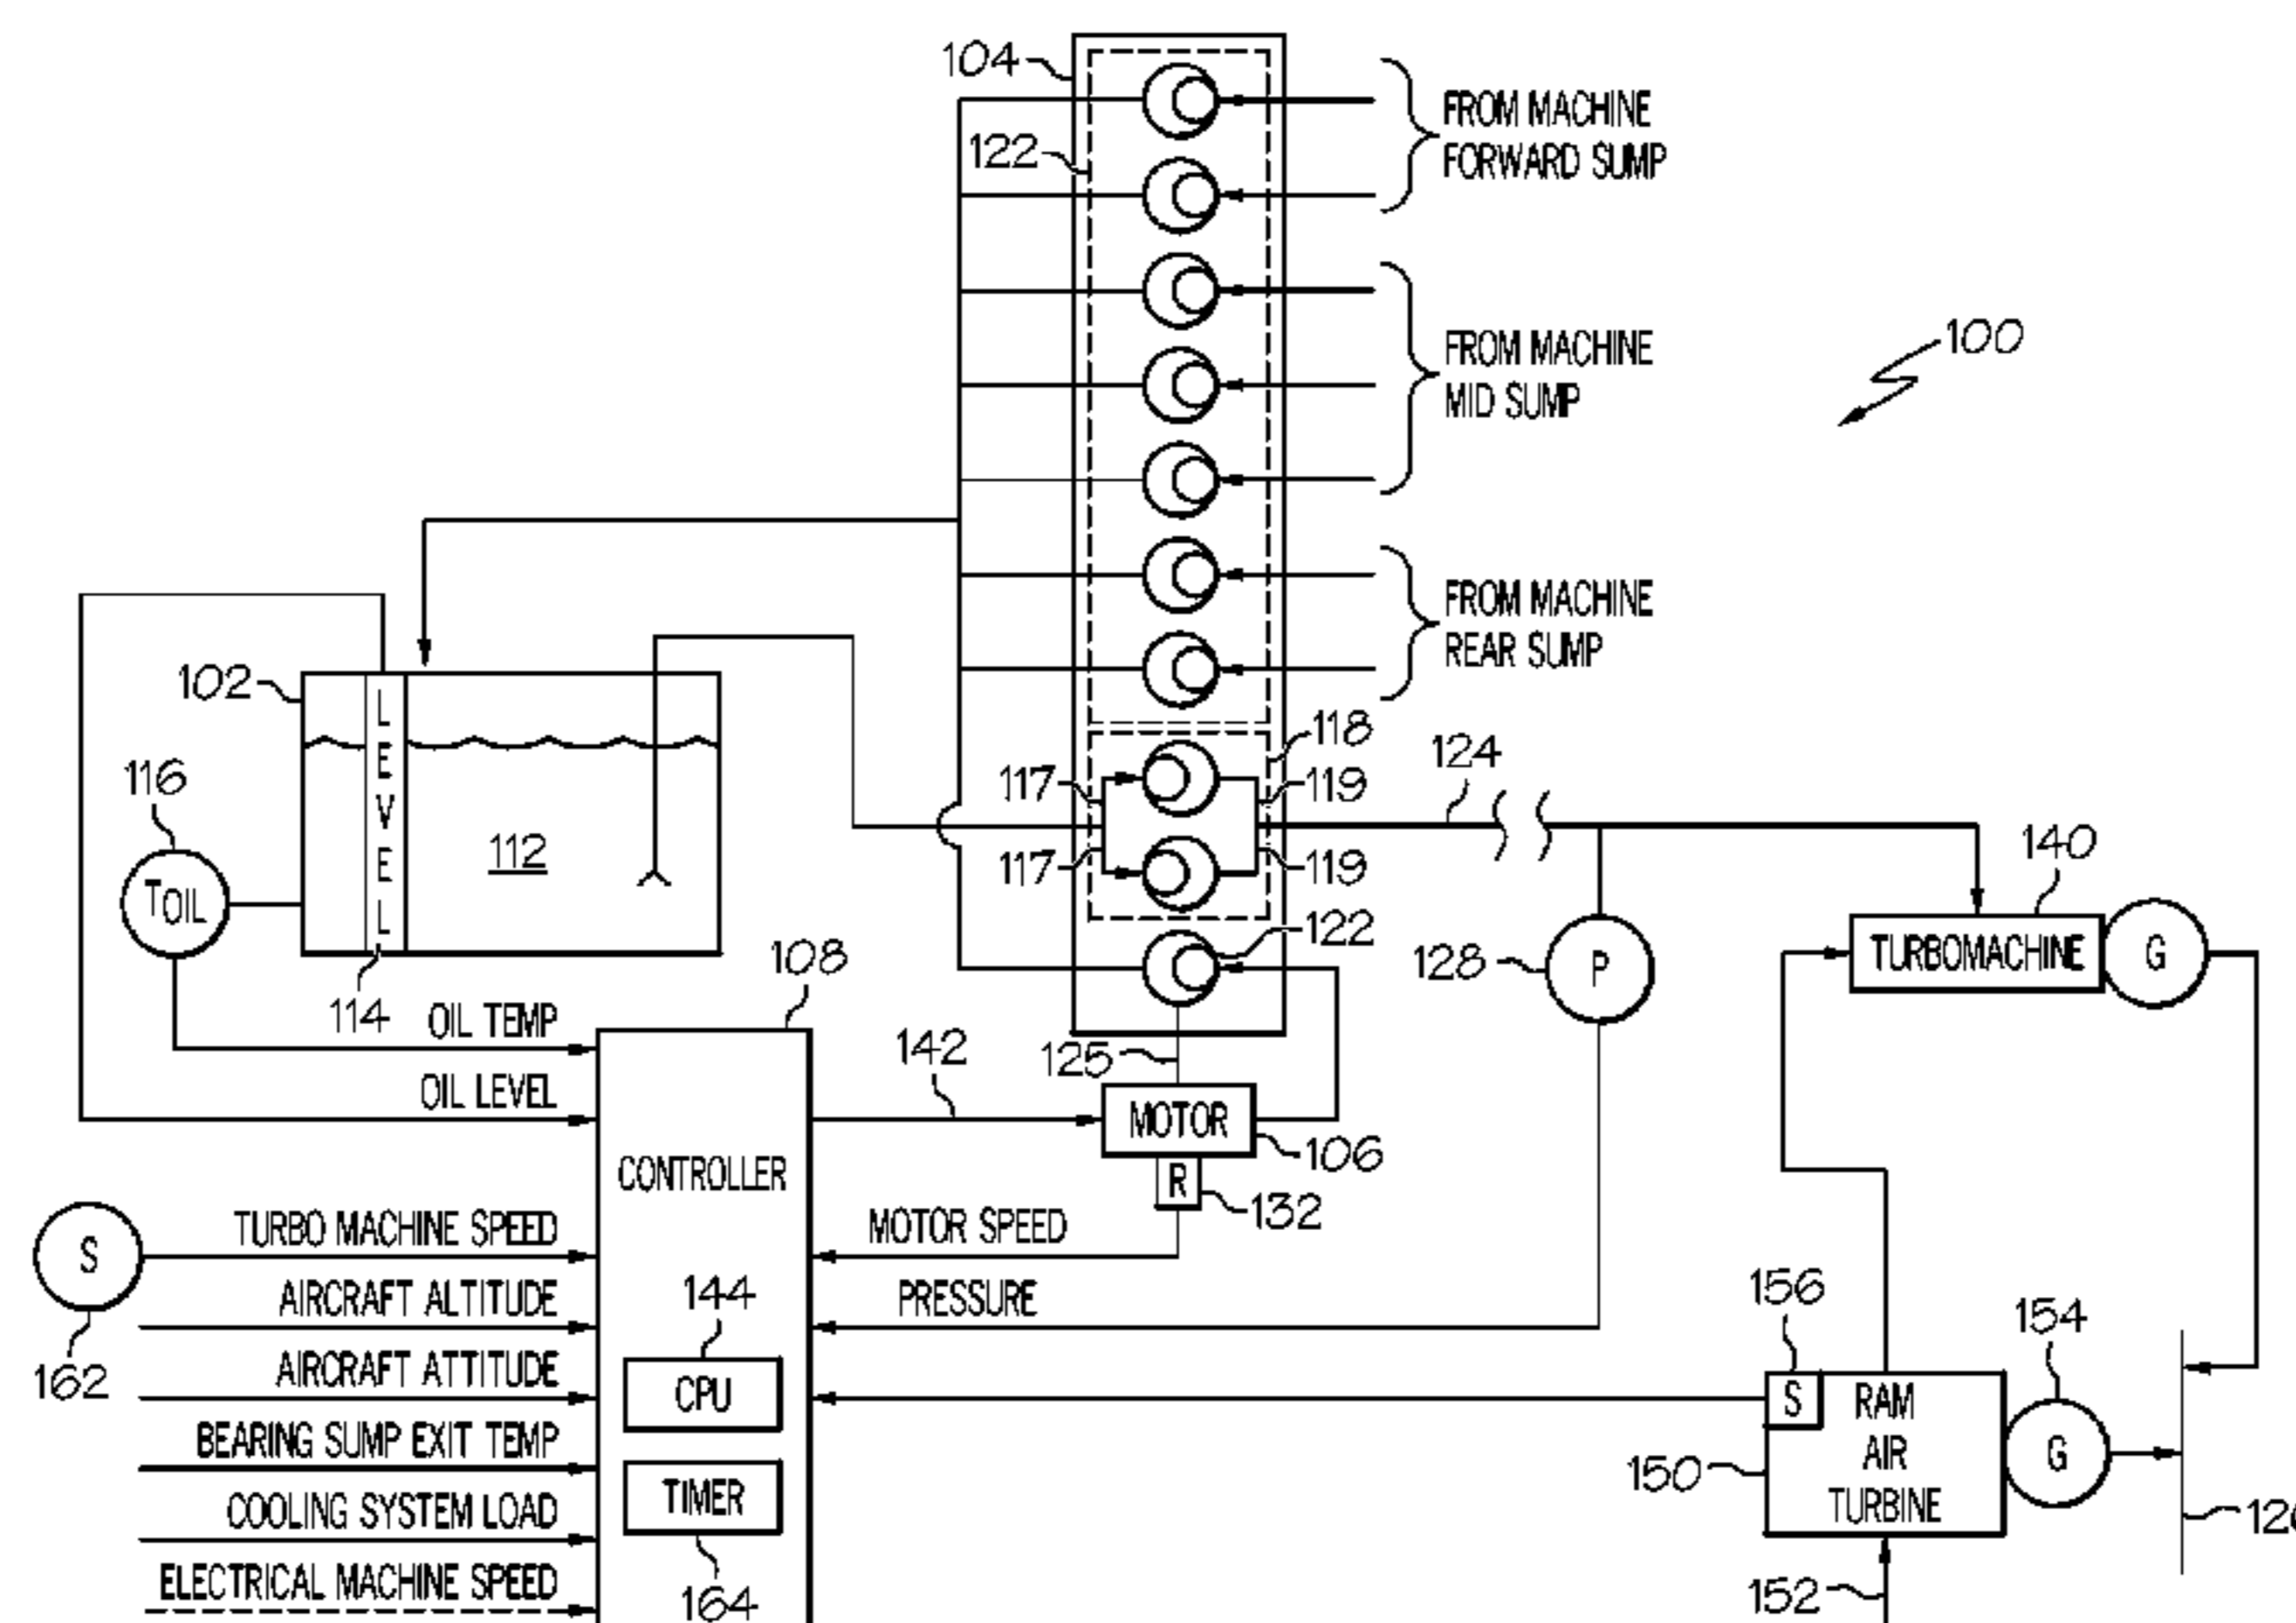 104
FROM MACHINE
FORWARD SUMP
122
FROM MACHINE
MID SUMP
100
FROM MACHINE
REAR SUMP
102
LEVEL
118
124
116
117
119
112
140
TOIL
117
119
122
108
128
P
TURBOMACHINE
G
114
OIL TEMP
142
125
OIL LEVEL
MOTOR
106
CONTROLLER
R
132
S
TURBO MACHINE SPEED
MOTOR SPEED
AIRCRAFT ALTITUDE
144
PRESSURE
156
154
162
AIRCRAFT ATTITUDE
CPU
S
RAM
AIR
TURBINE
G
BEARING SUMP EXIT TEMP
150
COOLING SYSTEM LOAD
TIMER
ELECTRICAL MACHINE SPEED
164
152